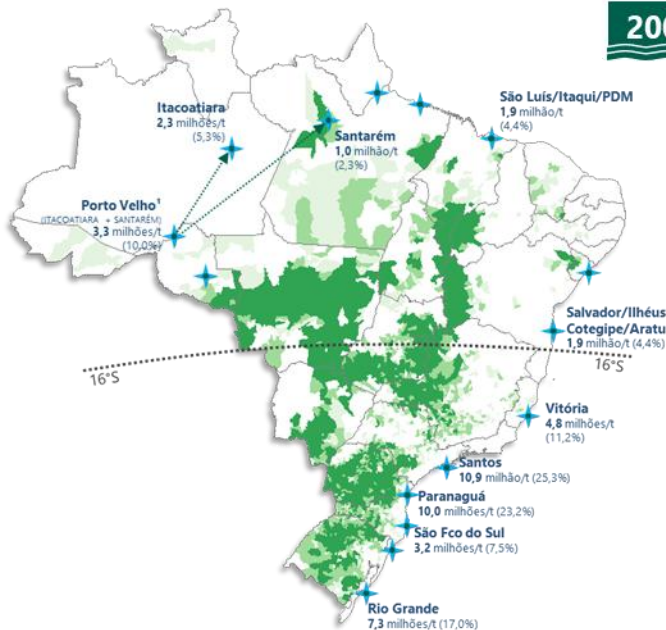 200
Itacoatiara
2,3 milhões/t
(5,3%)
Santarém
1,0 milhão/t
(2,3%)
São Luís/Itaqui/PDM
1,9 milhão/t
(4,4%)
Porto Velho¹
(ITACOATIARA + SANTARÉM)
3,3 milhões/t
(10,0%)
Salvador/Ilhéus
Cotegipe/Aratu
1,9 milhão/t (4,4%)
16°S
16°S
Vitória
4,8 milhões/t
(11,2%)
Santos
10,9 milhão/t (25,3%)
Paranaguá
10,0 milhões/t (23,2%)
São Fco do Sul
3,2 milhões/t (7,5%)
Rio Grande
7,3 milhões/t (17,0%)